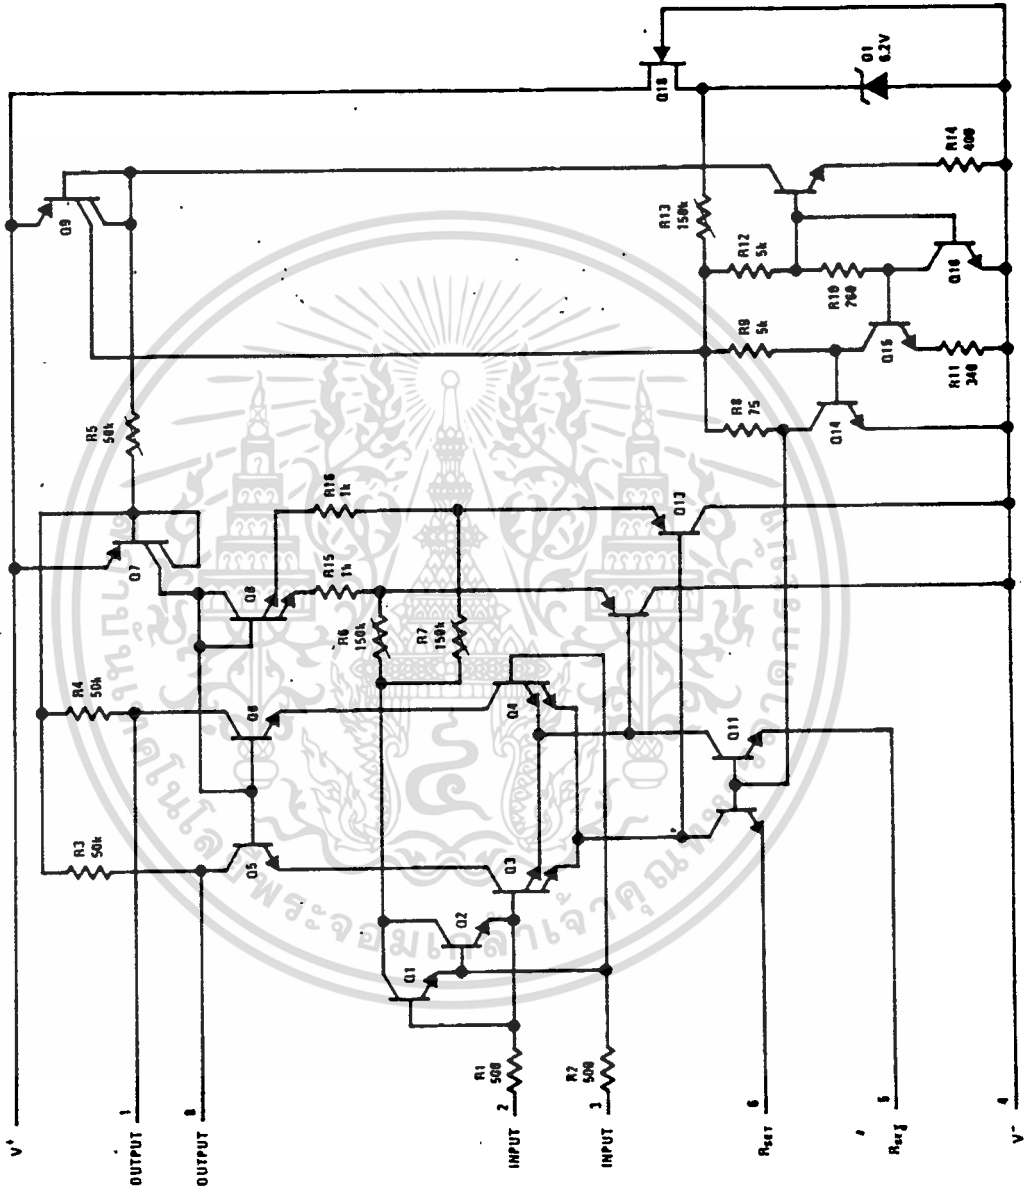 V+
OUTPUT 1
OUTPUT 8
INPUT 2
INPUT 3
RSET 6
RSET 5
V- 4
R1
500
R2
500
R3
50k
R4
50k
R5
50k
R6
150k
R7
150k
R15
1k
R16
1k
R8
75
R9
5k
R12
5k
R13
150k
R10
760
R11
340
R14
400
Q1
Q2
Q3
Q4
Q5
Q6
Q7
Q8
Q9
Q11
Q13
Q14
Q15
Q16
Q18
D1
6.2V